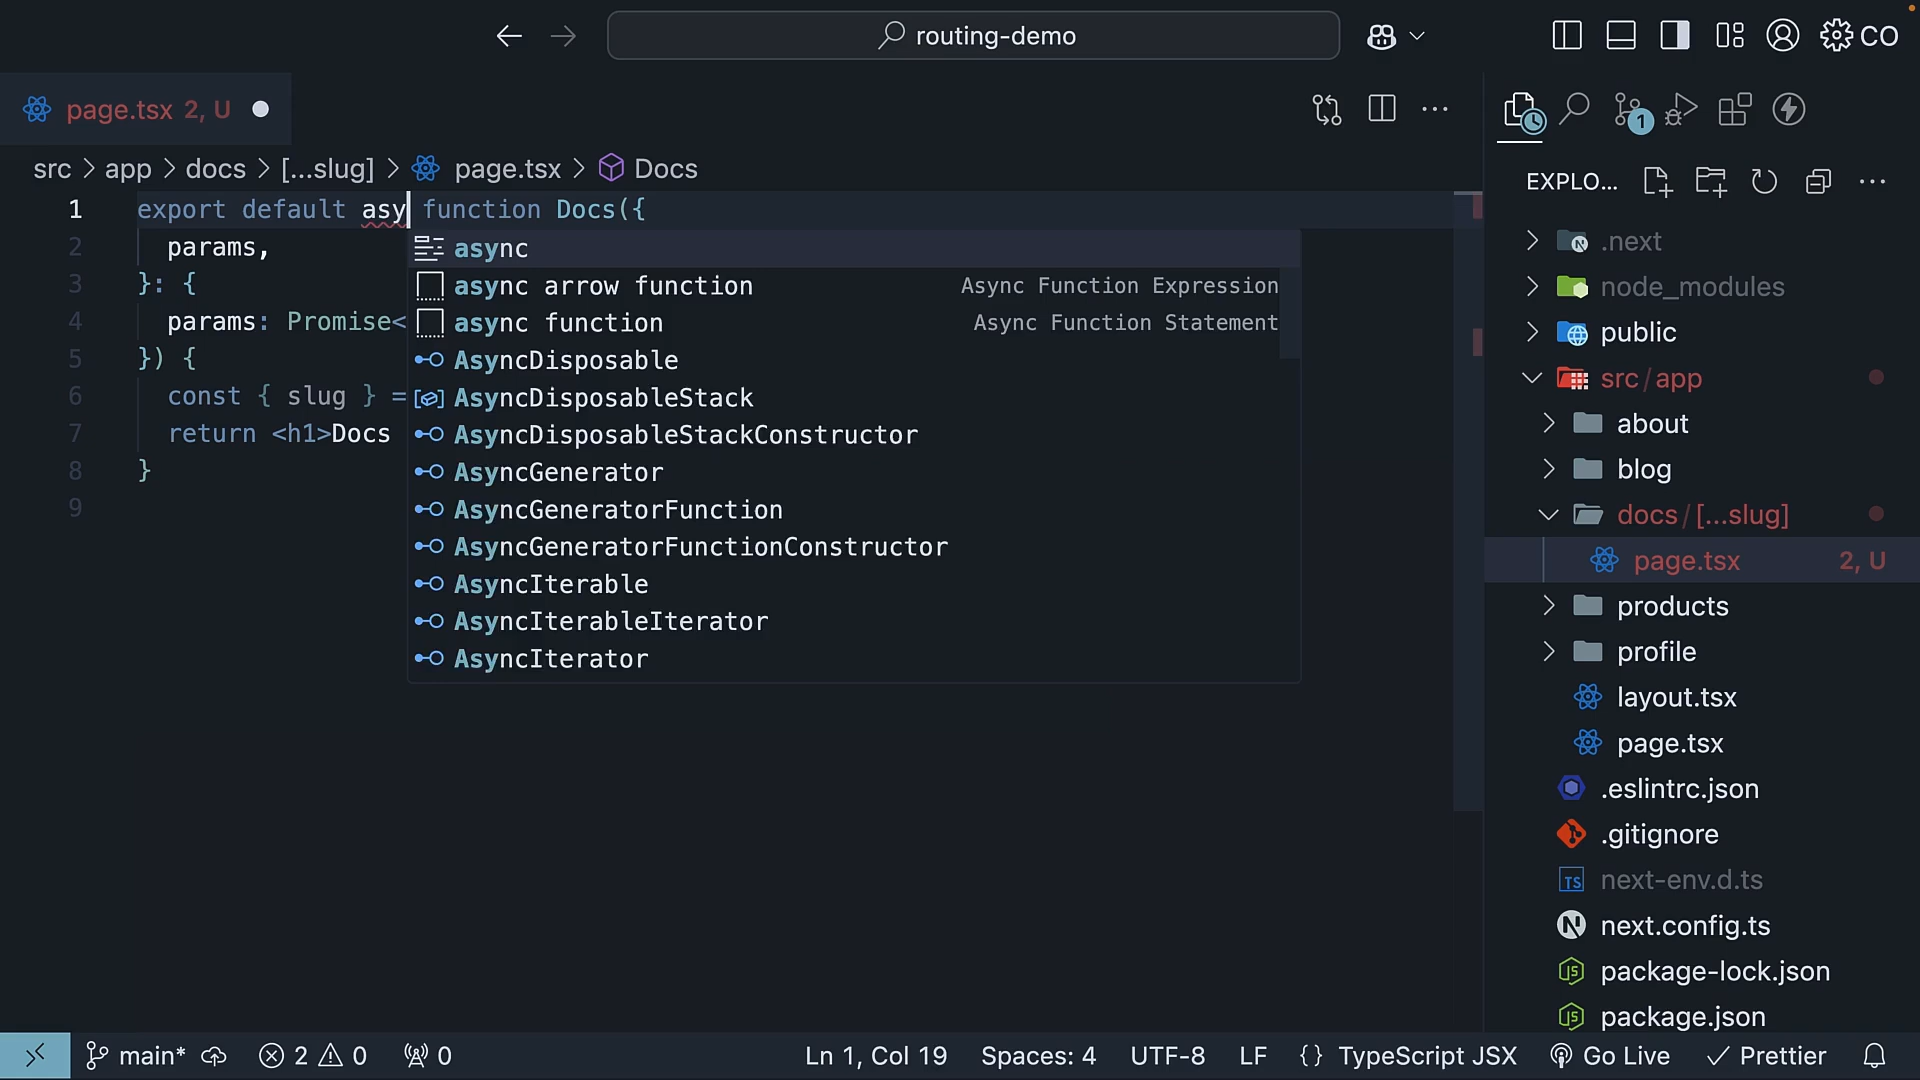 routing-demo
CO
page.tsx 2, U
src > app > docs > [...slug] > page.tsx > Docs
1 export default asy function Docs({
2 params,
3 }: {
4 params: Promise<
5 }) {
6 const { slug } =
7 return <h1>Docs
8 }
9
async
async arrow function Async Function Expression
async function Async Function Statement
AsyncDisposable
AsyncDisposableStack
AsyncDisposableStackConstructor
AsyncGenerator
AsyncGeneratorFunction
AsyncGeneratorFunctionConstructor
AsyncIterable
AsyncIterableIterator
AsyncIterator
1
EXPLO...
.next
node_modules
public
src / app
about
blog
docs / [...slug]
page.tsx 2, U
products
profile
layout.tsx
page.tsx
.eslintrc.json
.gitignore
TS next-env.d.ts
next.config.ts
package-lock.json
package.json
main* 2 0 0 Ln 1, Col 19 Spaces: 4 UTF-8 LF {} TypeScript JSX Go Live Prettier